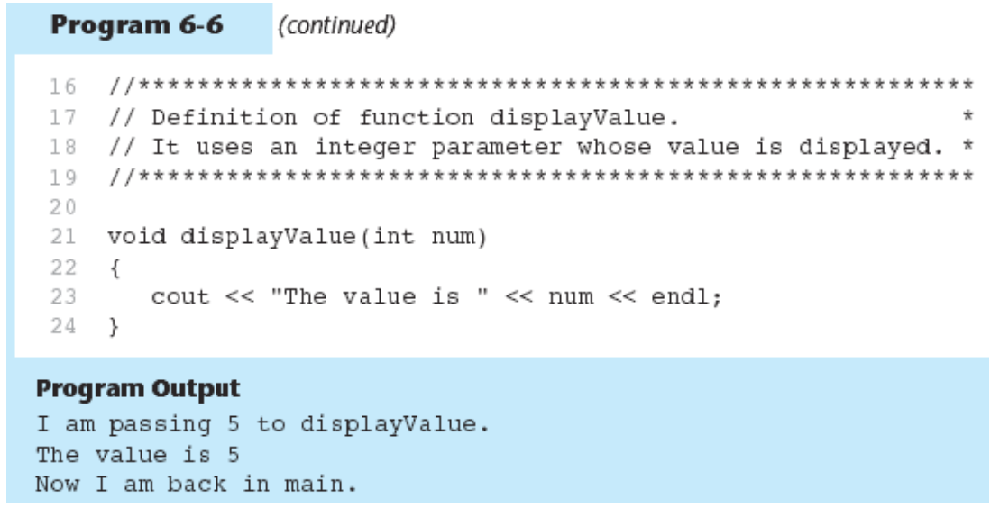 Program 6-6 (continued)
16 //*********************************************************
17 // Definition of function displayValue. *
18 // It uses an integer parameter whose value is displayed. *
19 //*********************************************************
20
21 void displayValue(int num)
22 {
23 cout << "The value is " << num << endl;
24 }
Program Output
I am passing 5 to displayValue.
The value is 5
Now I am back in main.